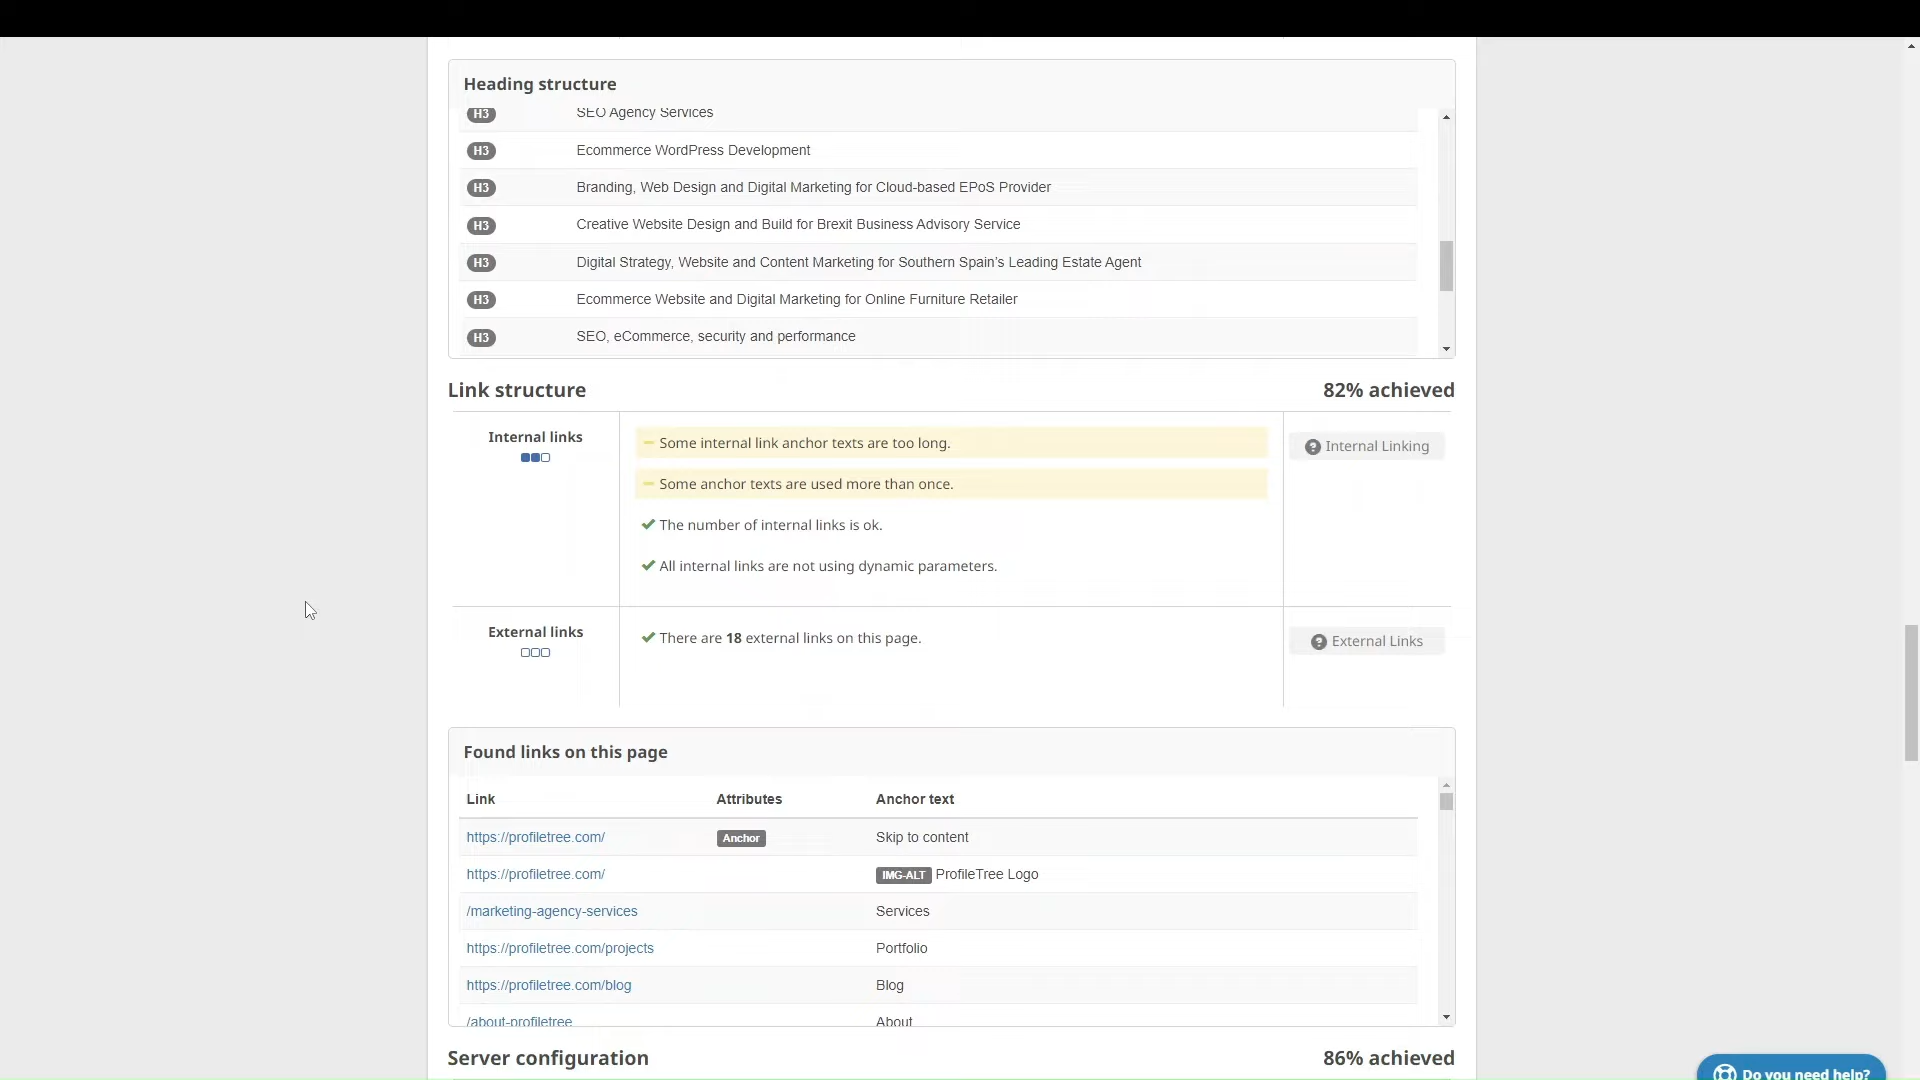 Heading structure
H3 SEO Agency Services
H3 Ecommerce WordPress Development
H3 Branding, Web Design and Digital Marketing for Cloud-based EPoS Provider
H3 Creative Website Design and Build for Brexit Business Advisory Service
H3 Digital Strategy, Website and Content Marketing for Southern Spain’s Leading Estate Agent
H3 Ecommerce Website and Digital Marketing for Online Furniture Retailer
H3 SEO, eCommerce, security and performance
Link structure 82% achieved
Internal links
Some internal link anchor texts are too long.
Some anchor texts are used more than once.
The number of internal links is ok.
All internal links are not using dynamic parameters.
Internal Linking
External links
There are 18 external links on this page.
External Links
Found links on this page
Link Attributes Anchor text
https://profiletree.com/ Anchor Skip to content
https://profiletree.com/ IMG-ALT ProfileTree Logo
/marketing-agency-services Services
https://profiletree.com/projects Portfolio
https://profiletree.com/blog Blog
/about-profiletree About
Server configuration 86% achieved
Do you need help?